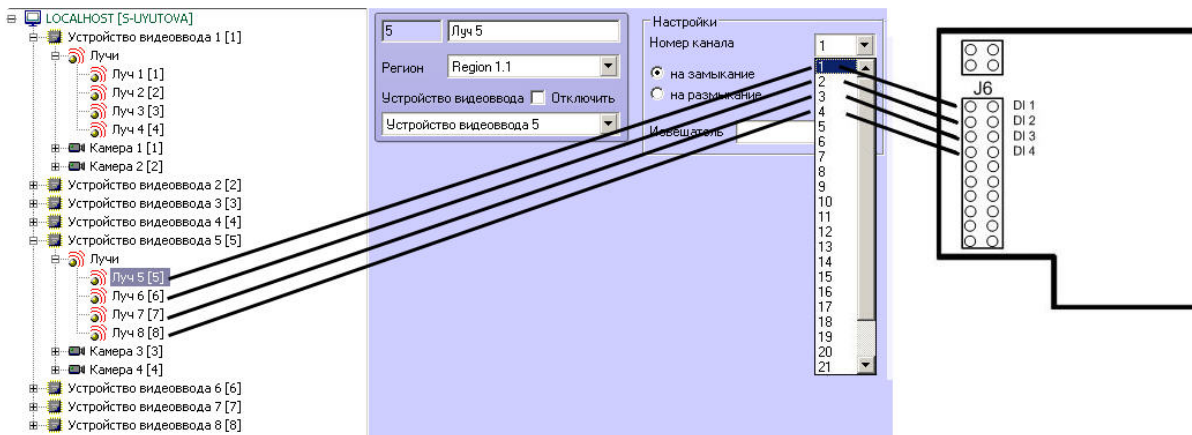 LOCALHOST [S-UYUTOVA]
Устройство видеоввода 1 [1]
Лучи
Луч 1 [1]
Луч 2 [2]
Луч 3 [3]
Луч 4 [4]
Камера 1 [1]
Камера 2 [2]
Устройство видеоввода 2 [2]
Устройство видеоввода 3 [3]
Устройство видеоввода 4 [4]
Устройство видеоввода 5 [5]
Лучи
Луч 5 [5]
Луч 6 [6]
Луч 7 [7]
Луч 8 [8]
Камера 3 [3]
Камера 4 [4]
Устройство видеоввода 6 [6]
Устройство видеоввода 7 [7]
Устройство видеоввода 8 [8]
5 Луч 5
Регион Region 1.1
Устройство видеоввода Отключить
Устройство видеоввода 5
Настройки
Номер канала 1
на замыкание
на размыкание
Извещатель
1
2
3
4
5
6
7
8
9
10
11
12
13
14
15
16
17
18
19
20
21
J6
DI 1
DI 2
DI 3
DI 4